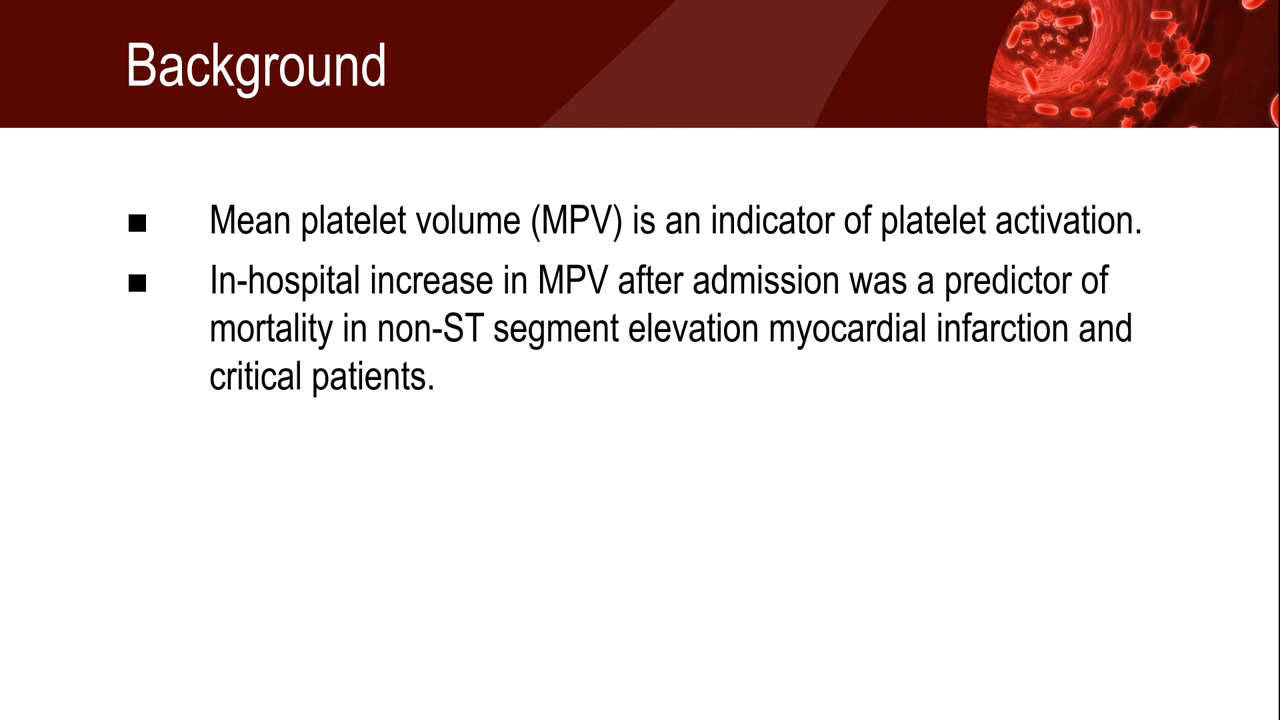 Background
■ Mean platelet volume (MPV) is an indicator of platelet activation.
■ In-hospital increase in MPV after admission was a predictor of
mortality in non-ST segment elevation myocardial infarction and
critical patients.